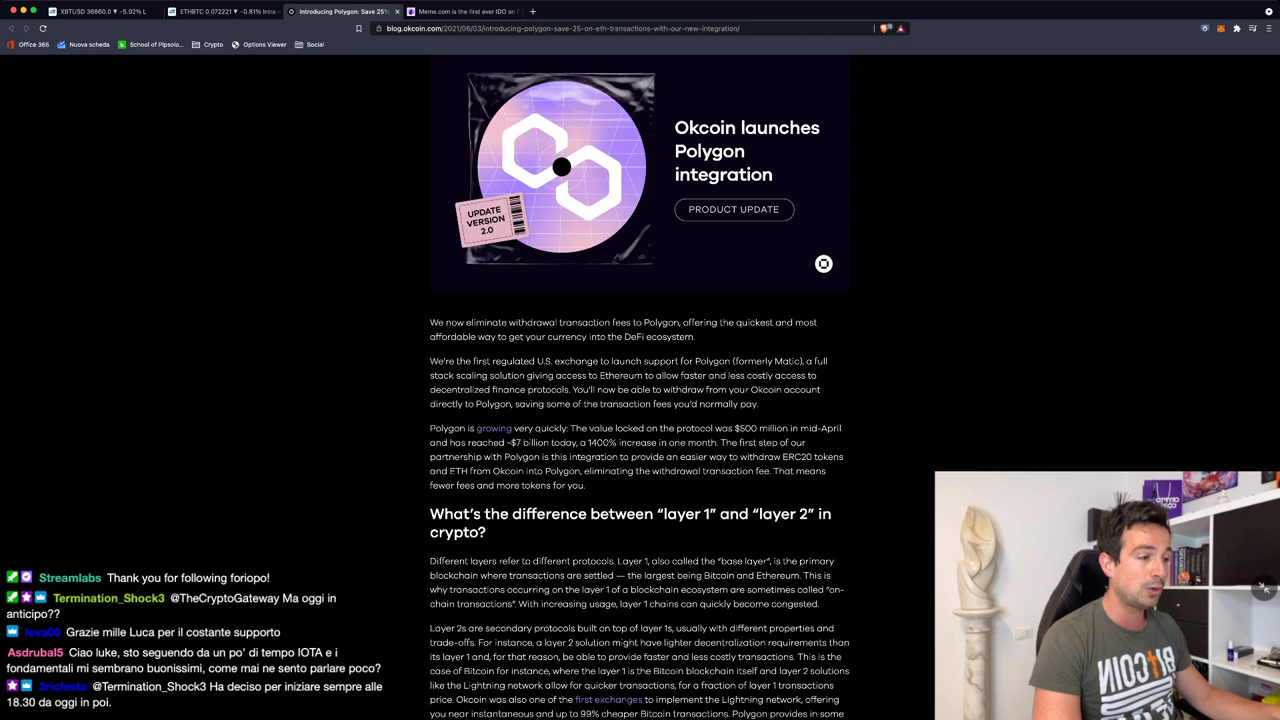 XBTUSD 36660.0 ▼ −5.92% L
ETHBTC 0.072221 ▼ −0.81% Intra
Introducing Polygon: Save 25%
Meme.com is the first ever IDO on P
blog.okcoin.com/2021/06/03/introducing-polygon-save-25-on-eth-transactions-with-our-new-integration/
Office 365
Nuova scheda
School of Pipsolo...
Crypto
Options Viewer
Social
UPDATE
VERSION
2.0
Okcoin launches
Polygon
integration
PRODUCT UPDATE
We now eliminate withdrawal transaction fees to Polygon, offering the quickest and most
affordable way to get your currency into the DeFi ecosystem.
We're the first regulated U.S. exchange to launch support for Polygon (formerly Matic), a full
stack scaling solution giving access to Ethereum to allow faster and less costly access to
decentralized finance protocols. You'll now be able to withdraw from your Okcoin account
directly to Polygon, saving some of the transaction fees you'd normally pay.
Polygon is growing very quickly: The value locked on the protocol was $500 million in mid-April
and has reached ~$7 billion today, a 1400% increase in one month. The first step of our
partnership with Polygon is this integration to provide an easier way to withdraw ERC20 tokens
and ETH from Okcoin into Polygon, eliminating the withdrawal transaction fee. That means
fewer fees and more tokens for you.
What's the difference between “layer 1” and “layer 2” in
crypto?
Different layers refer to different protocols. Layer 1, also called the “base layer”, is the primary
blockchain where transactions are settled — the largest being Bitcoin and Ethereum. This is
why transactions occurring on the layer 1 of a blockchain ecosystem are sometimes called “on-
chain transactions”. With increasing usage, layer 1 chains can quickly become congested.
Layer 2s are secondary protocols built on top of layer 1s, usually with different properties and
trade-offs. For instance, a layer 2 solution might have lighter decentralization requirements than
its layer 1 and, for that reason, be able to provide faster and less costly transactions. This is the
case of Bitcoin for instance, where the layer 1 is the Bitcoin blockchain itself and layer 2 solutions
like the Lightning network allow for quicker transactions, for a fraction of layer 1 transactions
price. Okcoin was also one of the first exchanges to implement the Lightning network, offering
you near instantaneous and up to 99% cheaper Bitcoin transactions. Polygon provides in some
Streamlabs Thank you for following foriopo!
Termination_Shock3 @TheCryptoGateway Ma oggi in
anticipo??
lova00 Grazie mille Luca per il costante supporto
Asdrubal5 Ciao luke, sto seguendo da un po' di tempo IOTA e i
fondamentali mi sembrano buonissimi, come mai ne sento parlare poco?
3ricfesta @Termination_Shock3 Ha deciso per iniziare sempre alle
18.30 da oggi in poi.
BITCOIN